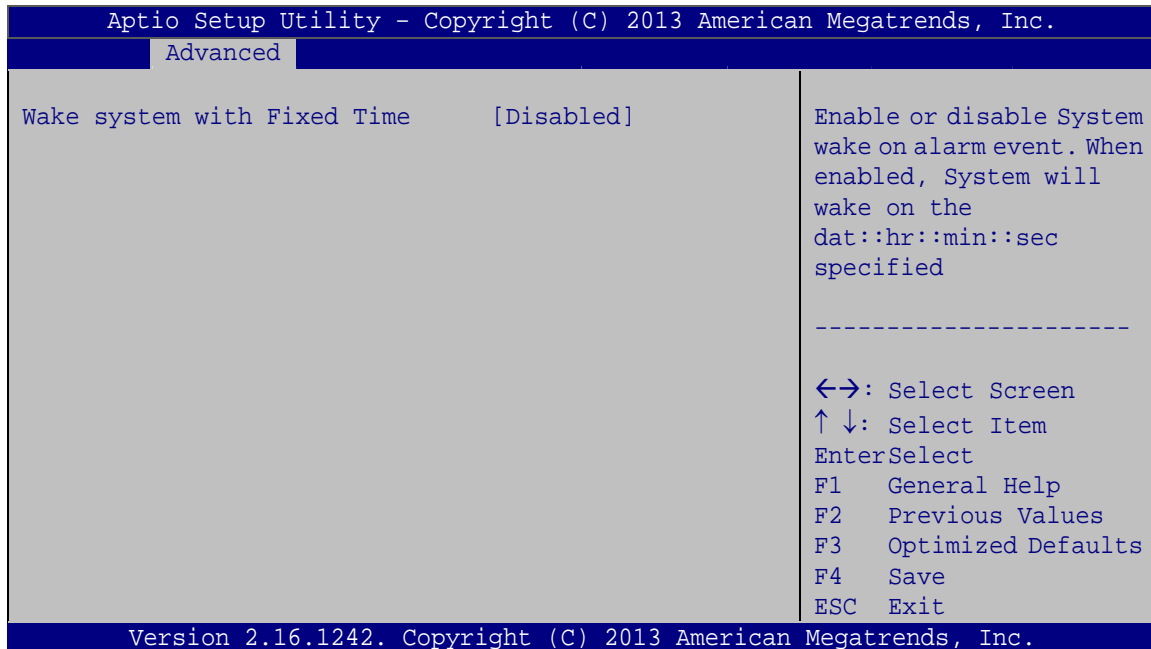 Aptio Setup Utility – Copyright (C) 2013 American Megatrends, Inc.
Advanced
Wake system with Fixed Time [Disabled]
Enable or disable System
wake on alarm event. When
enabled, System will
wake on the
dat::hr::min::sec
specified
----------------------
←→: Select Screen
↑ ↓: Select Item
EnterSelect
F1 General Help
F2 Previous Values
F3 Optimized Defaults
F4 Save
ESC Exit
Version 2.16.1242. Copyright (C) 2013 American Megatrends, Inc.